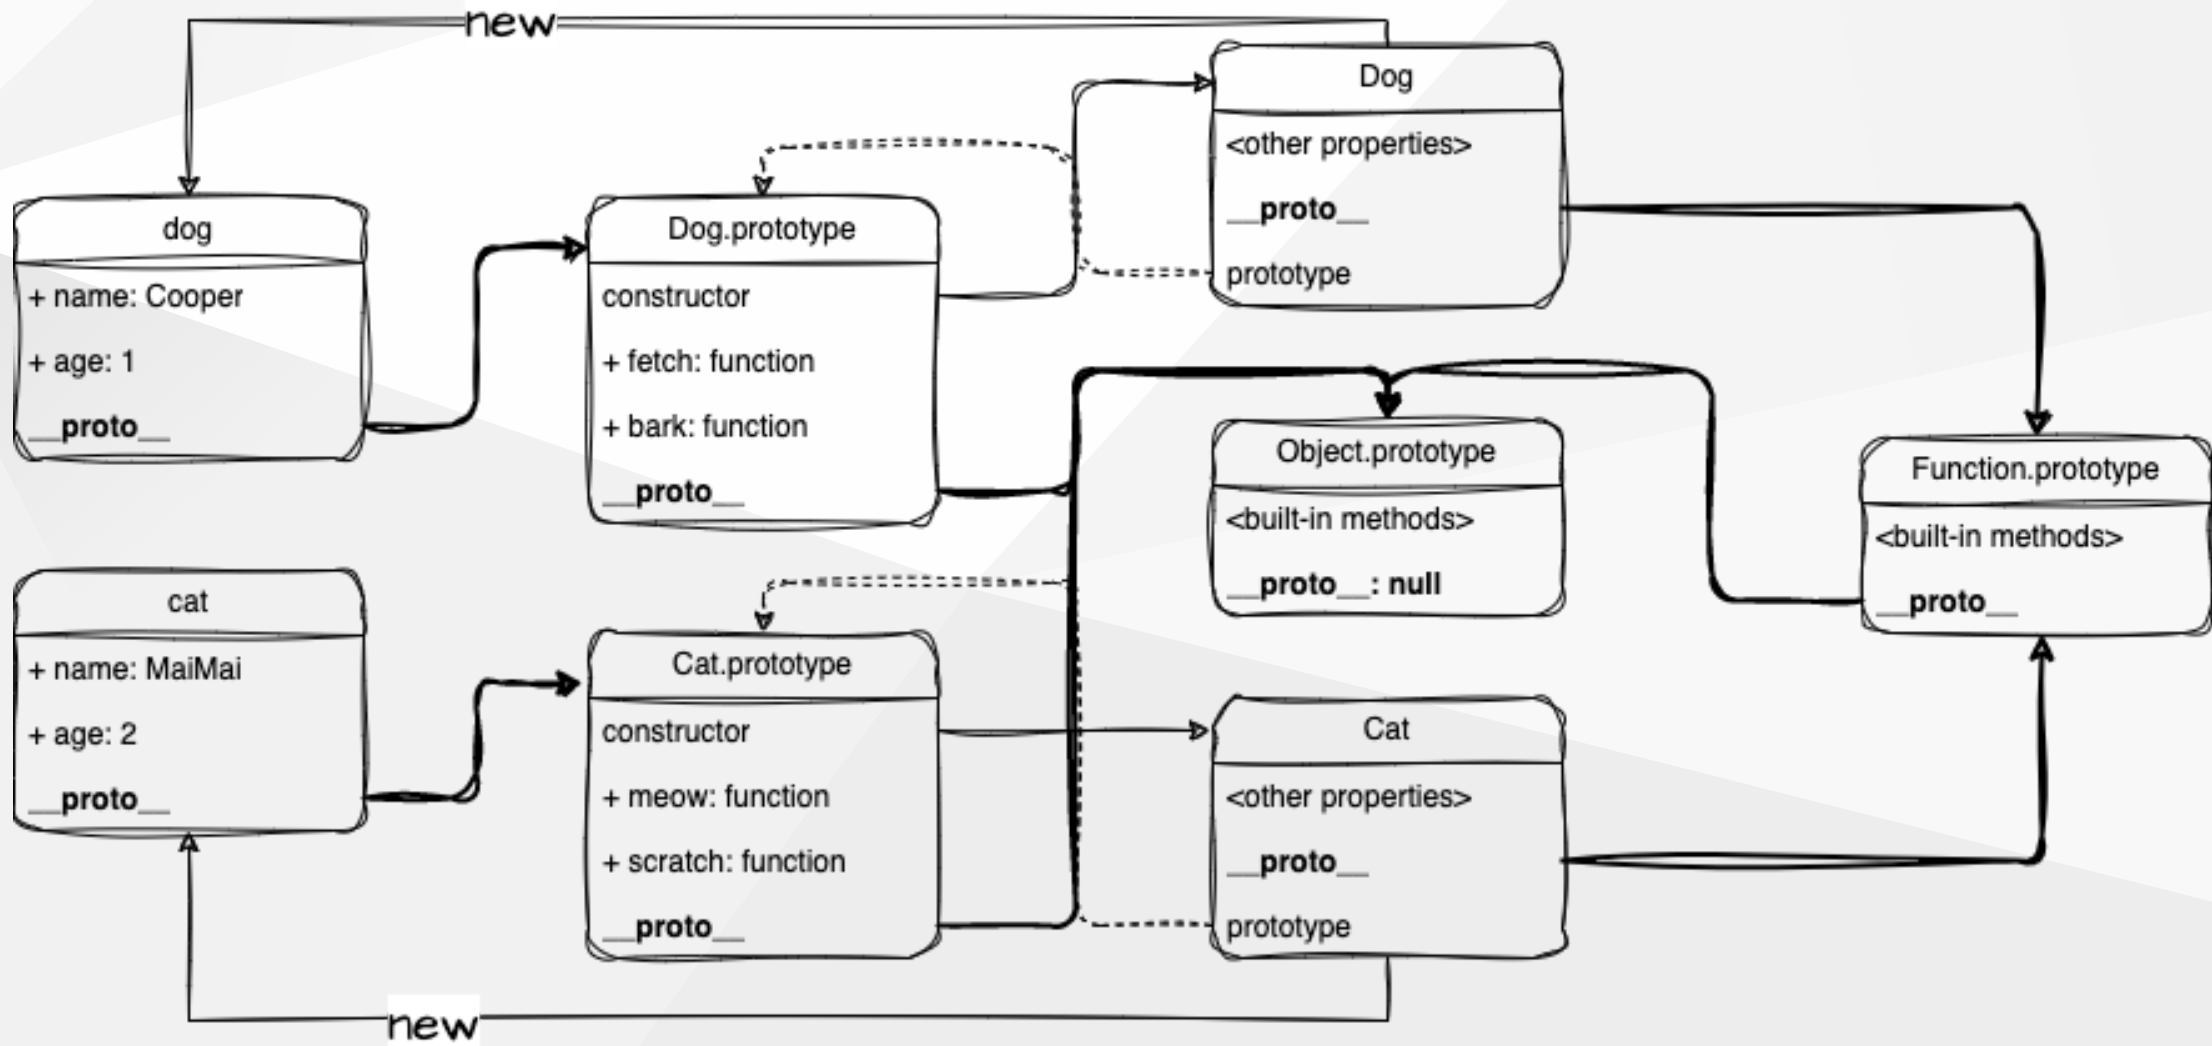 new
Dog
<other properties>
__proto__
prototype
dog
+ name: Cooper
+ age: 1
__proto__
Dog.prototype
constructor
+ fetch: function
+ bark: function
__proto__
Object.prototype
<built-in methods>
__proto__: null
Function.prototype
<built-in methods>
__proto__
cat
+ name: MaiMai
+ age: 2
__proto__
Cat.prototype
constructor
+ meow: function
+ scratch: function
__proto__
Cat
<other properties>
__proto__
prototype
new